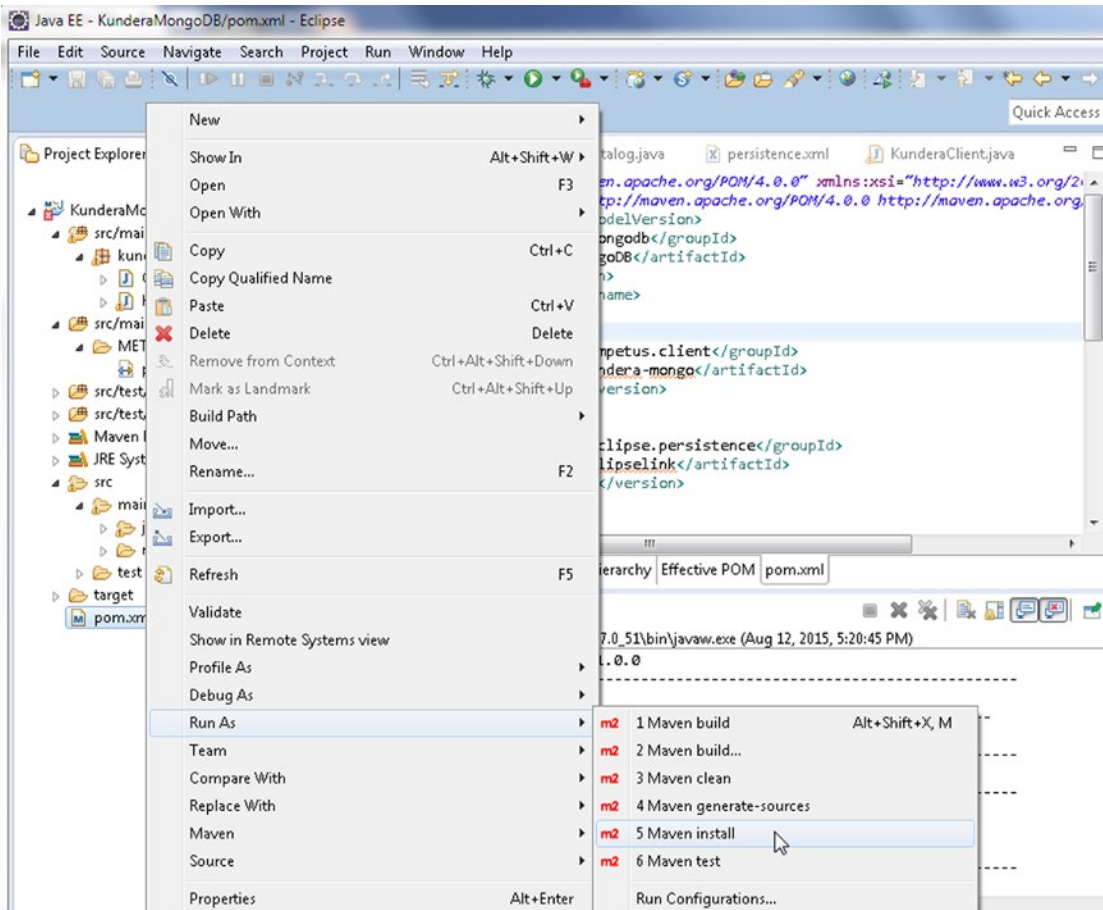 Java EE - KunderaMongoDB/pom.xml - Eclipse
File Edit Source Navigate Search Project Run Window Help
Quick Access
Project Explorer
talog.java persistence.xml KunderaClient.java
KunderaMo
src/mai
kun
MET
src/mai
src/test/
src/test/
Maven
JRE Syst
src
mai
test
target
pom.xm
New
Show In Alt+Shift+W
Open F3
Open With
Copy Ctrl+C
Copy Qualified Name
Paste Ctrl+V
Delete Delete
Remove from Context Ctrl+Alt+Shift+Down
Mark as Landmark Ctrl+Alt+Shift+Up
Build Path
Move...
Rename... F2
Import...
Export...
Refresh F5
Validate
Show in Remote Systems view
Profile As
Debug As
Run As
Team
Compare With
Replace With
Maven
Source
Properties Alt+Enter
en.apache.org/POM/4.0.0" xmlns:xsi="http://www.w3.org/2
tp://maven.apache.org/POM/4.0.0 http://maven.apache.org/
odelVersion>
ongodb</groupId>
goDB</artifactId>
n>
name>
mpetus.client</groupId>
ndera-mongo</artifactId>
version>
clipse.persistence</groupId>
lipselink</artifactId>
</version>
ierarchy Effective POM pom.xml
7.0_51\bin\javaw.exe (Aug 12, 2015, 5:20:45 PM)
1.0.0
m2 1 Maven build Alt+Shift+X, M
m2 2 Maven build...
m2 3 Maven clean
m2 4 Maven generate-sources
m2 5 Maven install
m2 6 Maven test
Run Configurations...